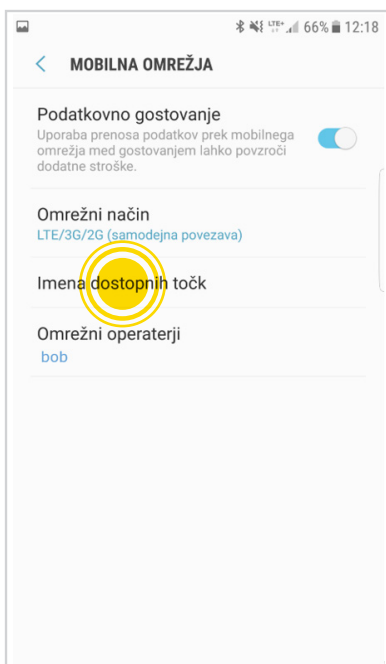 LTE+ 66% 12:18
MOBILNA OMREŽJA
Podatkovno gostovanje
Uporaba prenosa podatkov prek mobilnega
omrežja med gostovanjem lahko povzroči
dodatne stroške.
Omrežni način
LTE/3G/2G (samodejna povezava)
Imena dostopnih točk
Omrežni operaterji
bob